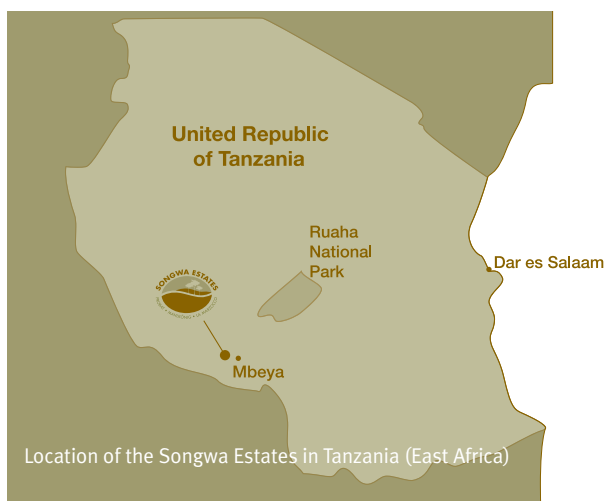 United Republic
of Tanzania
Ruaha
National
Park
Dar es Salaam
SONGWA ESTATES
Mbeya
Location of the Songwa Estates in Tanzania (East Africa)